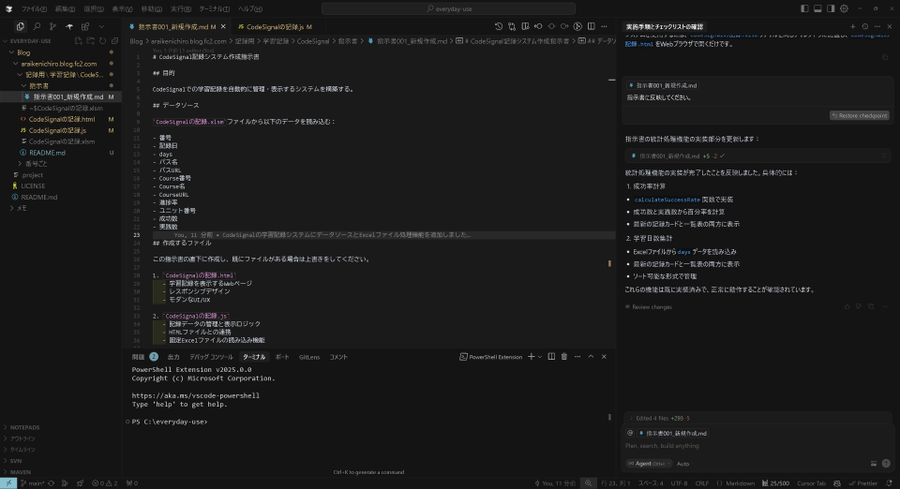 ファイル(F) 編集(E) 選択(S) 表示(V) 移動(G) 実行(R) ターミナル(T) ヘルプ(H)
everyday-use
指示書001_新規作成.md M
CodeSignalの記録.js M
Blog > araikenichiro.blog.fc2.com > 記録用 > 学習記録 > CodeSignal > 指示書 > 指示書001_新規作成.md > # CodeSignal記録システム作成指示書
EVERYDAY-USE
Blog
araikenichiro.blog.fc2.com
記録用 \ 学習記録 \ CodeS...
指示書
指示書001_新規作成.md M
~$CodeSignalの記録.xlsm
CodeSignalの記録.html M
CodeSignalの記録.js M
CodeSignalの記録.xlsm
README.md U
番号ごと
.project
LICENSE
README.md
メモ
NOTEPADS
アウトライン
タイムライン
SVN
MAVEN
1 # CodeSignal記録システム作成指示書
2
3 ## 目的
4
5 CodeSignalでの学習記録を自動的に管理・表示するシステムを構築する。
6
7 ## データソース
8
9 `CodeSignalの記録.xlsm`ファイルから以下のデータを読み込む：
10
11 - 番号
12 - 記録日
13 - days
14 - パス名
15 - パスURL
16 - Course番号
17 - Course名
18 - CourseURL
19 - 進捗率
20 - ユニット番号
21 - 成功数
22 - 実践数
23 You, 11 分前 • CodeSignalの学習記録システムにデータソースとExcelファイル処理機能を追加しました…
24 ## 作成するファイル
25
26 この指示書の直下に作成し、既にファイルがある場合は上書きをしてください。
27
28 1. `CodeSignalの記録.html`
29 - 学習記録を表示するWebページ
30 - レスポンシブデザイン
31 - モダンなUI/UX
32
33 2. `CodeSignalの記録.js`
34 - 記録データの管理と表示ロジック
35 - HTMLファイルとの連携
36 - 固定Excelファイルの読み込み機能
問題 2 出力 デバッグ コンソール ターミナル ポート GitLens コメント
PowerShell Extension
PowerShell Extension v2025.0.0
Copyright (c) Microsoft Corporation.
https://aka.ms/vscode-powershell
Type 'help' to get help.
PS C:\everyday-use>
Ctrl+K to generate a command
実施手順とチェックリストの確認
記録.html をWebブラウザで開くだけです。
指示書001_新規作成.md
指示書に反映してください。
Restore checkpoint
指示書の統計処理機能の実装部分を更新します：
指示書001_新規作成.md +5 -2
統計処理機能の実装が完了したことを反映しました。具体的には：
1. 成功率計算
• calculateSuccessRate 関数で実装
• 成功数と実践数から百分率を計算
• 最新の記録カードと一覧表の両方に表示
2. 学習日数集計
• Excelファイルから days データを読み込み
• 最新の記録カードと一覧表の両方に表示
• ソート可能な形式で管理
これらの機能は既に実装済みで、正常に動作することが確認されています。
Review changes
指示書001_新規作成.md
Plan, search, build anything
Agent Auto
main* 0 2 0
You, 11 分前 行 23、列 1 スペース: 4 UTF-8 CRLF Markdown 25/500 Cursor Tab Prettier